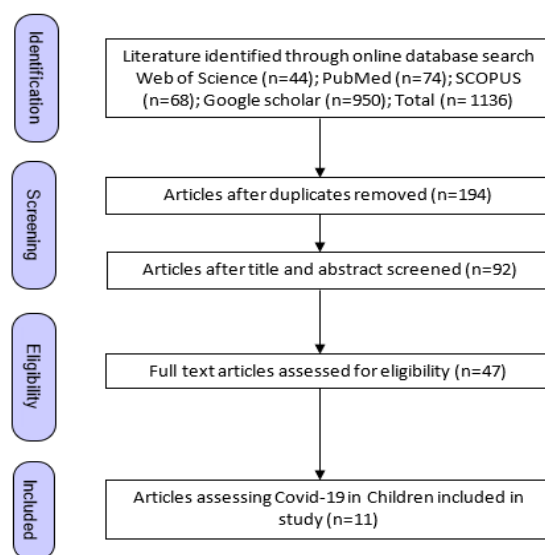 Identification
Literature identified through online database search
Web of Science (n=44); PubMed (n=74); SCOPUS
(n=68); Google scholar (n=950); Total (n= 1136)
Screening
Articles after duplicates removed (n=194)
Articles after title and abstract screened (n=92)
Eligibility
Full text articles assessed for eligibility (n=47)
Included
Articles assessing Covid-19 in Children included in
study (n=11)